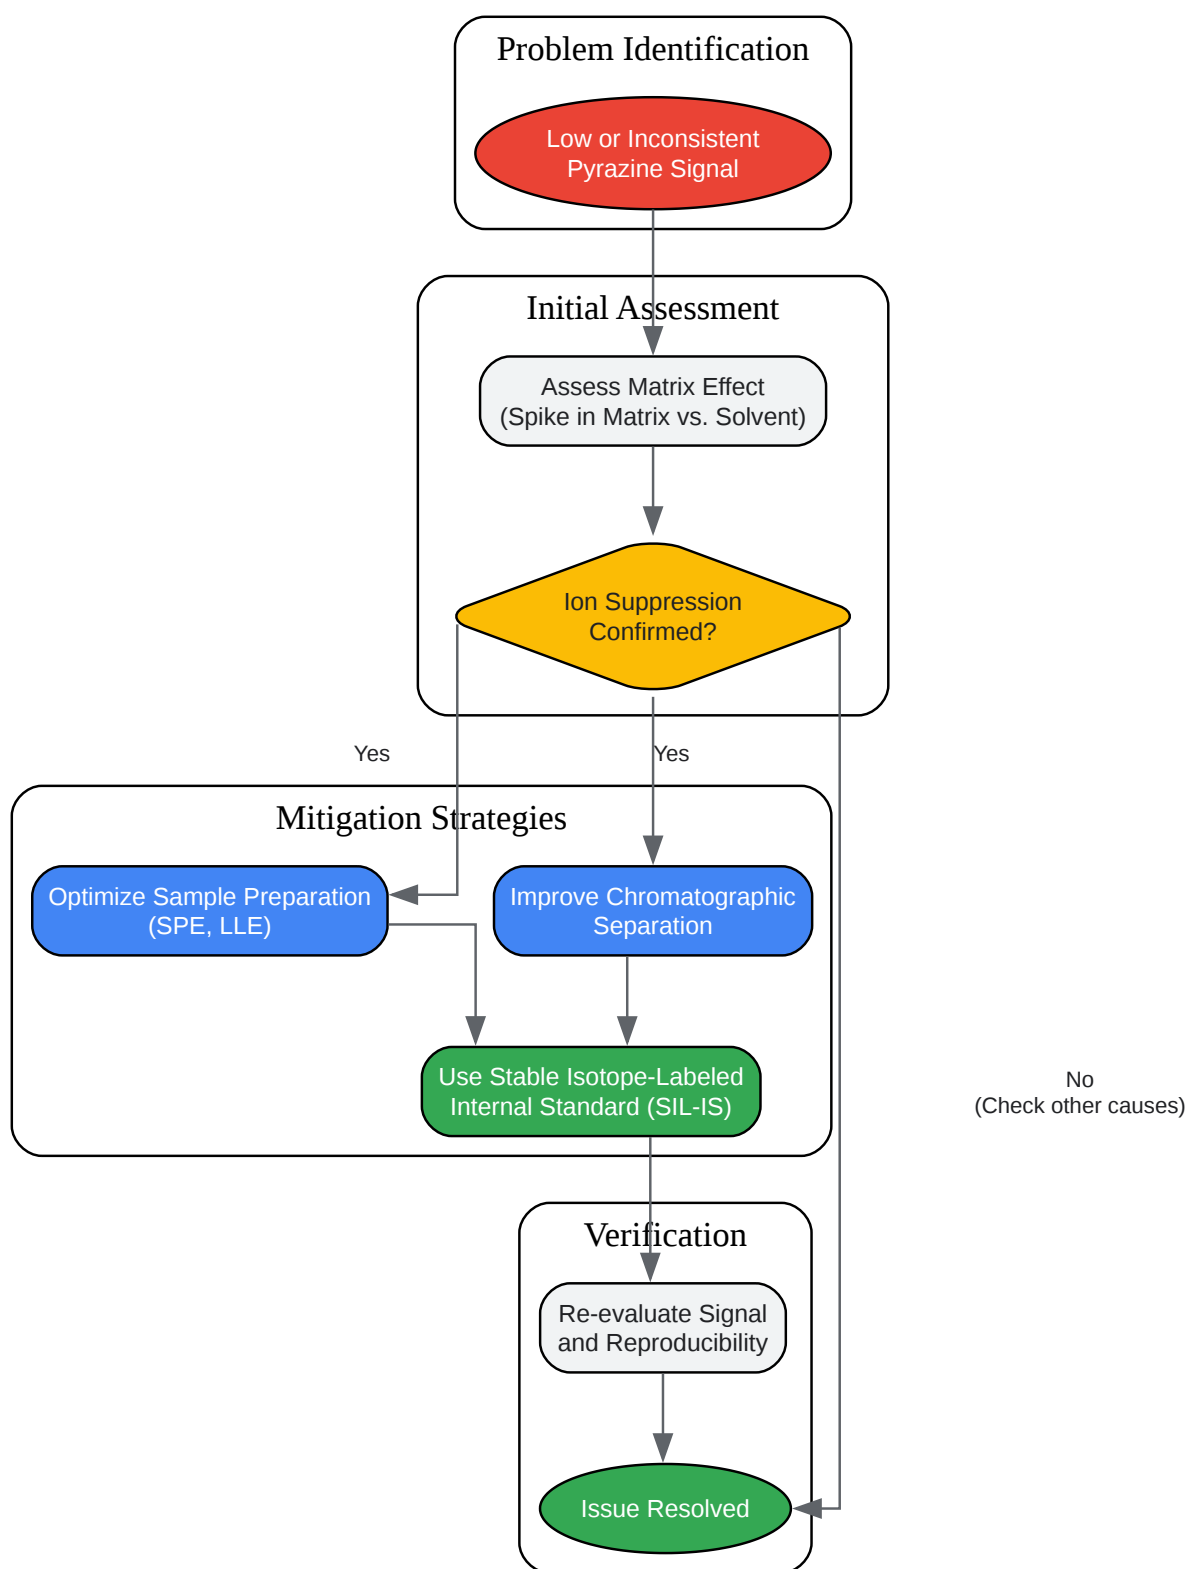 Problem Identification
Low or Inconsistent
Pyrazine Signal
Initial Assessment
Assess Matrix Effect
(Spike in Matrix vs. Solvent)
Ion Suppression
Confirmed?
Yes
Yes
Mitigation Strategies
Optimize Sample Preparation
(SPE, LLE)
Improve Chromatographic
Separation
Use Stable Isotope-Labeled
Internal Standard (SIL-IS)
No
(Check other causes)
Verification
Re-evaluate Signal
and Reproducibility
Issue Resolved